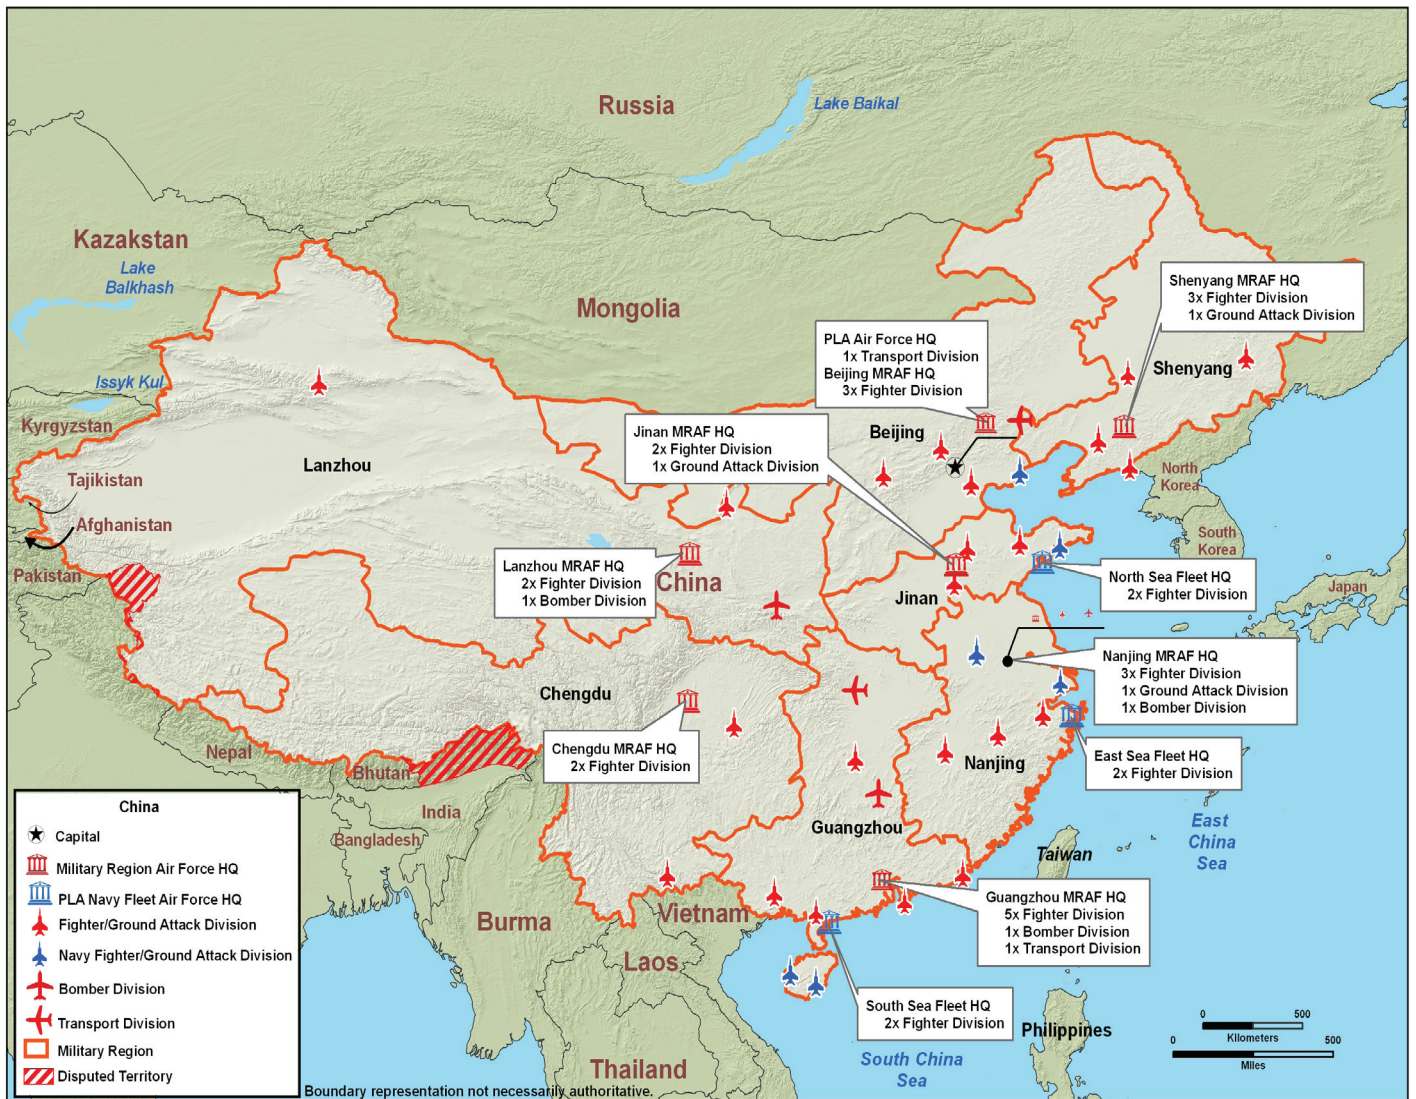 Russia
Lake Baikal
Kazakstan
Lake
Balkhash
Mongolia
Issyk Kul
Kyrgyzstan
Tajikistan
Afghanistan
Pakistan
Lanzhou
Shenyang MRAF HQ
3x Fighter Division
1x Ground Attack Division
Shenyang
PLA Air Force HQ
1x Transport Division
Beijing MRAF HQ
3x Fighter Division
Beijing
Jinan MRAF HQ
2x Fighter Division
1x Ground Attack Division
North
Korea
South
Korea
Japan
Lanzhou MRAF HQ
2x Fighter Division
1x Bomber Division
China
Jinan
North Sea Fleet HQ
2x Fighter Division
Nanjing MRAF HQ
3x Fighter Division
1x Ground Attack Division
1x Bomber Division
Chengdu
Chengdu MRAF HQ
2x Fighter Division
Nanjing
East Sea Fleet HQ
2x Fighter Division
Nepal
Bhutan
India
Bangladesh
Guangzhou
East
China
Sea
Taiwan
Burma
Vietnam
Laos
Guangzhou MRAF HQ
5x Fighter Division
1x Bomber Division
1x Transport Division
South Sea Fleet HQ
2x Fighter Division
Philippines
South China
Sea
Thailand
China
Capital
Military Region Air Force HQ
PLA Navy Fleet Air Force HQ
Fighter/Ground Attack Division
Navy Fighter/Ground Attack Division
Bomber Division
Transport Division
Military Region
Disputed Territory
Boundary representation not necessarily authoritative.
0 500
Kilometers
0 500
Miles